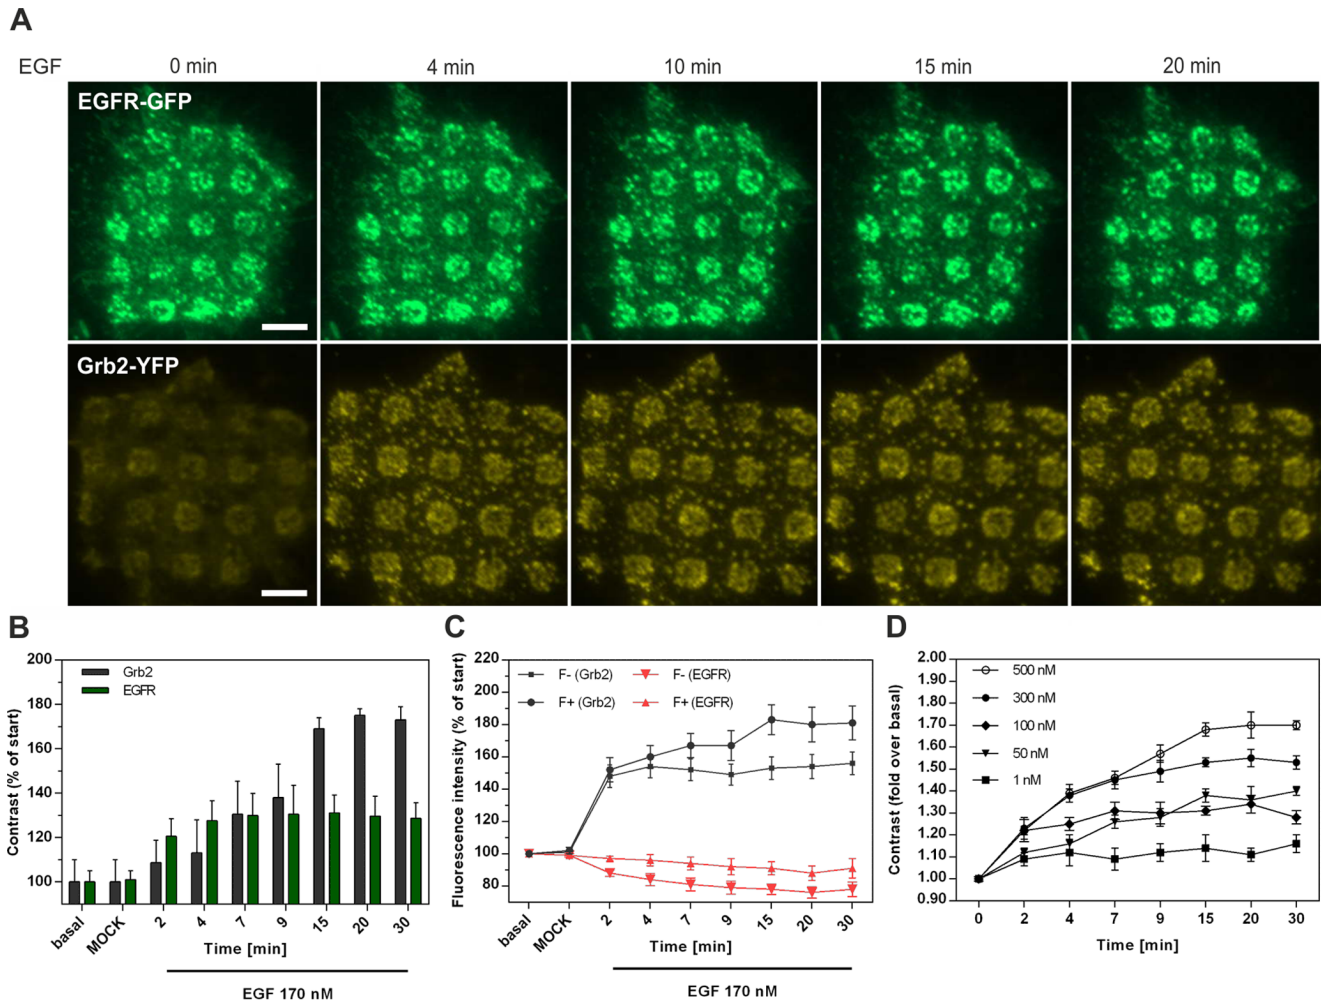 A
EGF 0 min 4 min 10 min 15 min 20 min
EGFR-GFP
Grb2-YFP
B
Contrast (% of start)
200
180
160
140
120
100
Grb2
EGFR
basal MOCK 2 4 7 9 15 20 30
Time [min]
EGF 170 nM
C
Fluorescence intensity (% of start)
220
200
180
160
140
120
100
80
F- (Grb2) F- (EGFR)
F+ (Grb2) F+ (EGFR)
basal MOCK 2 4 7 9 15 20 30
Time [min]
EGF 170 nM
D
Contrast (fold over basal)
2.00
1.90
1.80
1.70
1.60
1.50
1.40
1.30
1.20
1.10
1.00
0.90
500 nM
300 nM
100 nM
50 nM
1 nM
0 2 4 7 9 15 20 30
Time [min]